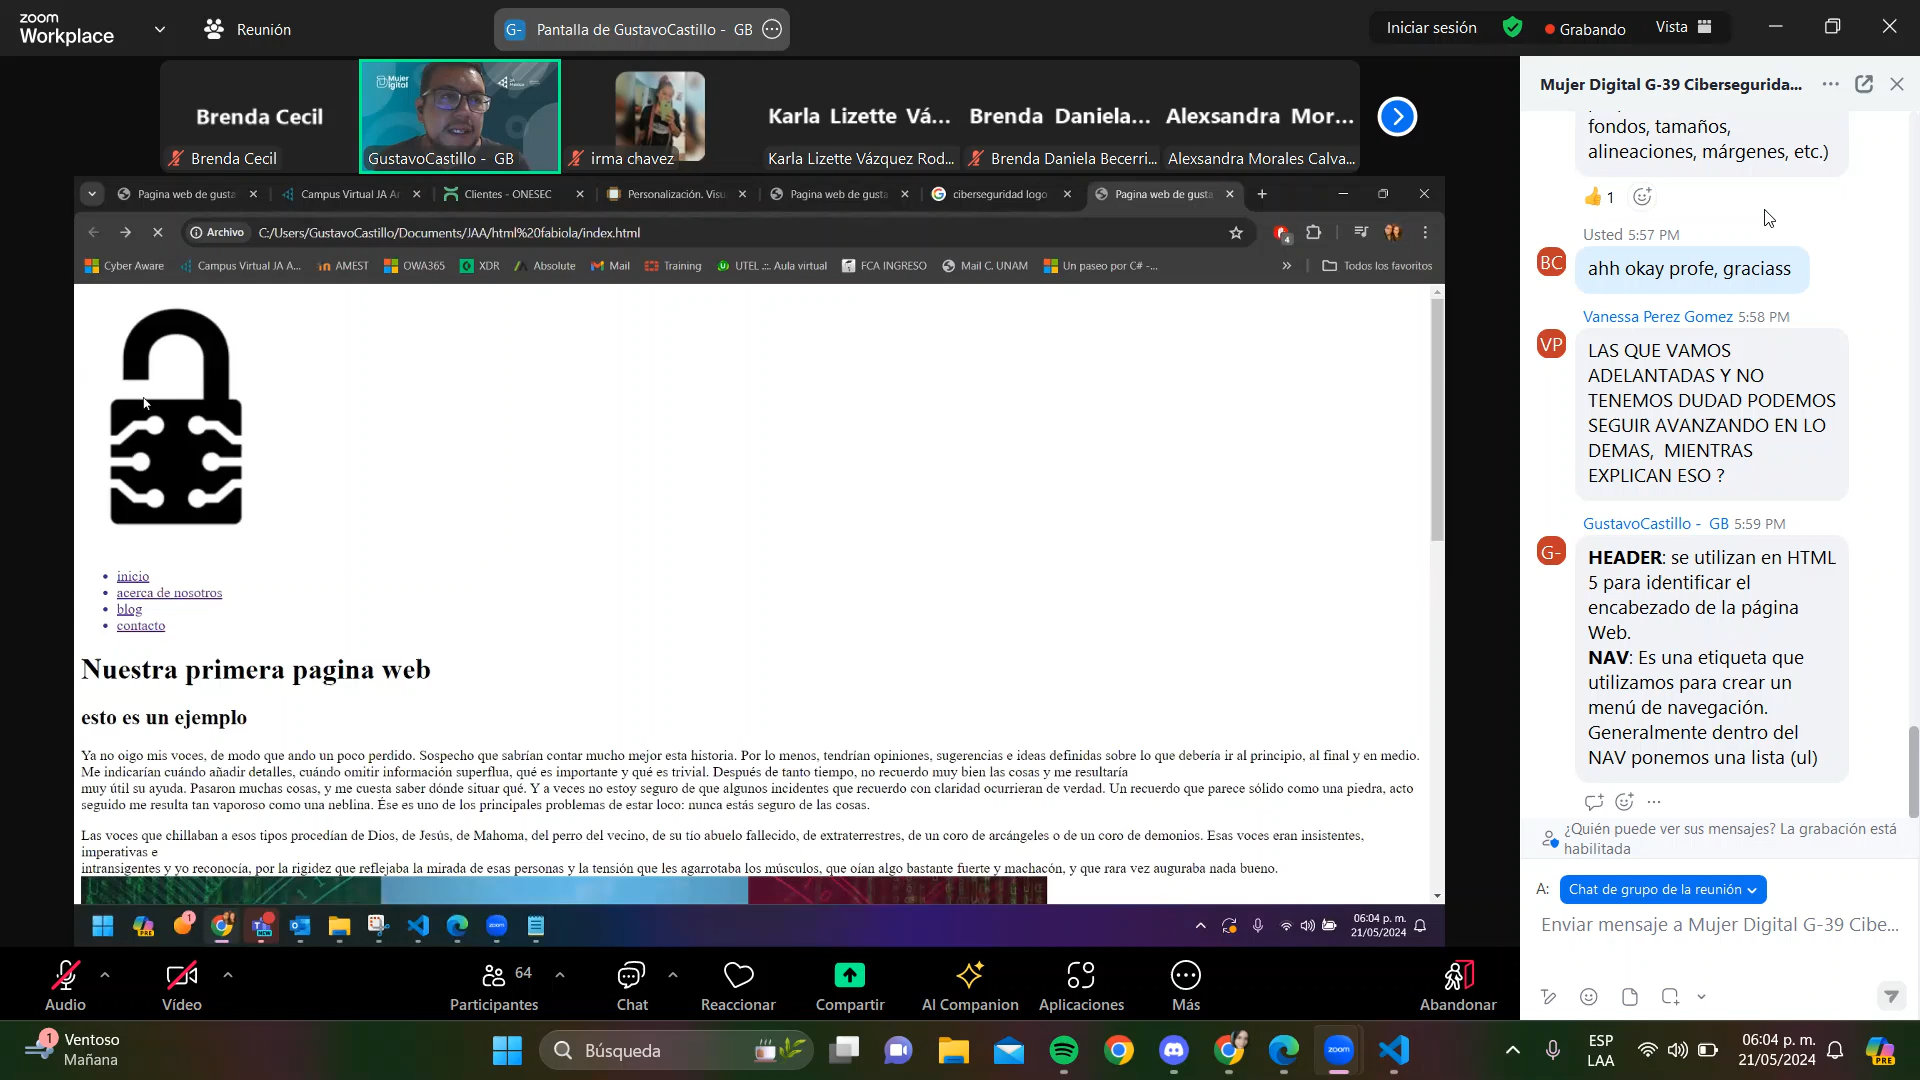 zoom
Workplace
Reunión
G- Pantalla de GustavoCastillo - GB
Iniciar sesión
Grabando
Vista
Brenda Cecil
Brenda Cecil
Mujer Digital
GustavoCastillo - GB
irma chavez
Karla Lizette Vá...
Karla Lizette Vázquez Rod...
Brenda Daniela...
Brenda Daniela Becerri...
Alexsandra Mor...
Alexsandra Morales Calva...
Pagina web de gusta
Campus Virtual JA Ar
Clientes - ONESEC
Personalización. Visu
Pagina web de gusta
ciberseguridad logo
Pagina web de gusta
Archivo
C:/Users/GustavoCastillo/Documents/JAA/html%20fabiola/index.html
4
Cyber Aware
Campus Virtual JA A...
AMEST
OWA365
XDR
Absolute
Mail
Training
UTEL .:. Aula virtual
FCA INGRESO
Mail C. UNAM
Un paseo por C# -...
»
Todos los favoritos
inicio
acerca de nosotros
blog
contacto
Nuestra primera pagina web
esto es un ejemplo
Ya no oigo mis voces, de modo que ando un poco perdido. Sospecho que sabrían contar mucho mejor esta historia. Por lo menos, tendrían opiniones, sugerencias e ideas definidas sobre lo que debería ir al principio, al final y en medio.
Me indicarían cuándo añadir detalles, cuándo omitir información superflua, qué es importante y qué es trivial. Después de tanto tiempo, no recuerdo muy bien las cosas y me resultaría
muy útil su ayuda. Pasaron muchas cosas, y me cuesta saber dónde situar qué. Y a veces no estoy seguro de que algunos incidentes que recuerdo con claridad ocurrieran de verdad. Un recuerdo que parece sólido como una piedra, acto
seguido me resulta tan vaporoso como una neblina. Ése es uno de los principales problemas de estar loco: nunca estás seguro de las cosas.
Las voces que chillaban a esos tipos procedían de Dios, de Jesús, de Mahoma, del perro del vecino, de su tío abuelo fallecido, de extraterrestres, de un coro de arcángeles o de un coro de demonios. Esas voces eran insistentes,
imperativas e
intransigentes y yo reconocía, por la rigidez que reflejaba la mirada de esas personas y la tensión que les agarrotaba los músculos, que oían algo bastante fuerte y machacón, y que rara vez auguraba nada bueno.
06:04 p. m.
21/05/2024
Mujer Digital G-39 Cibersegurida...
fondos, tamaños,
alineaciones, márgenes, etc.)
1
Usted 5:57 PM
BC
ahh okay profe, graciass
Vanessa Perez Gomez 5:58 PM
VP
LAS QUE VAMOS
ADELANTADAS Y NO
TENEMOS DUDAD PODEMOS
SEGUIR AVANZANDO EN LO
DEMAS, MIENTRAS
EXPLICAN ESO ?
GustavoCastillo - GB 5:59 PM
G-
HEADER: se utilizan en HTML
5 para identificar el
encabezado de la página
Web.
NAV: Es una etiqueta que
utilizamos para crear un
menú de navegación.
Generalmente dentro del
NAV ponemos una lista (ul)
¿Quién puede ver sus mensajes? La grabación está
habilitada
A: Chat de grupo de la reunión
Enviar mensaje a Mujer Digital G-39 Cibe...
Audio
Vídeo
Participantes
64
Chat
Reaccionar
Compartir
AI Companion
Aplicaciones
Más
Abandonar
1
Ventoso
Mañana
Búsqueda
zoom
ESP
LAA
06:04 p. m.
21/05/2024
PRE